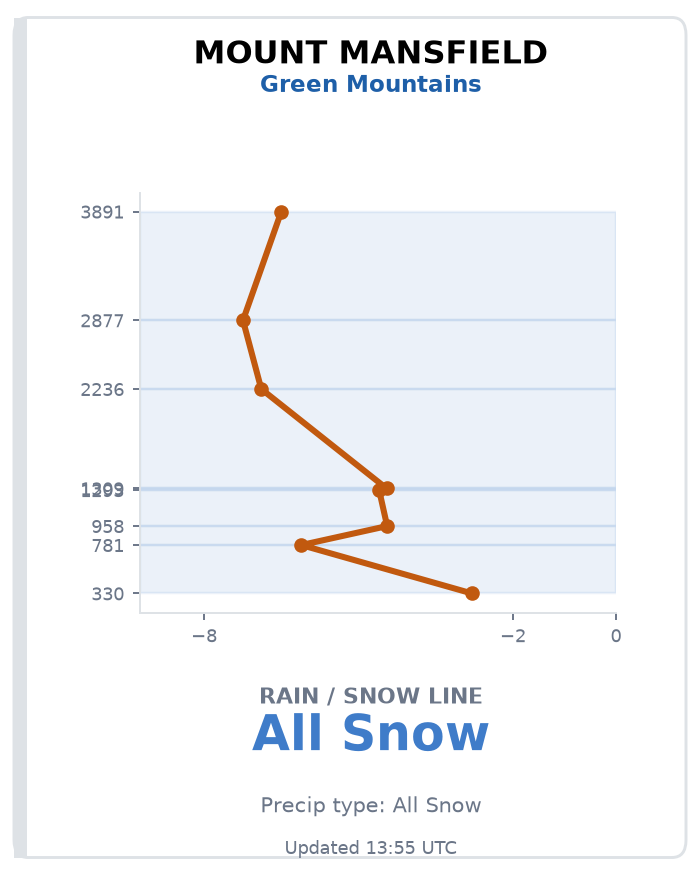 MOUNT MANSFIELD
Green Mountains
3891
2877
2236
958
781
330
−8 −2 0
RAIN / SNOW LINE
All Snow
Precip type: All Snow
Updated 13:55 UTC